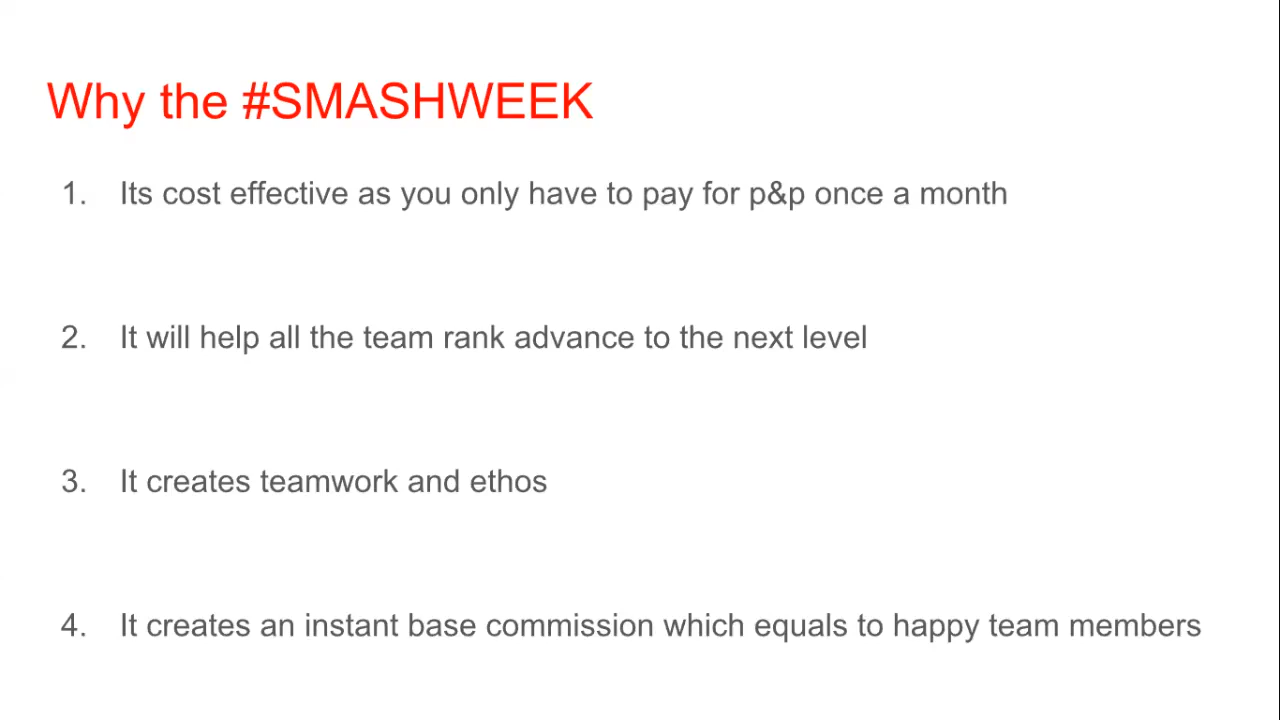 Why the #SMASHWEEK
1. Its cost effective as you only have to pay for p&p once a month
2. It will help all the team rank advance to the next level
3. It creates teamwork and ethos
4. It creates an instant base commission which equals to happy team members